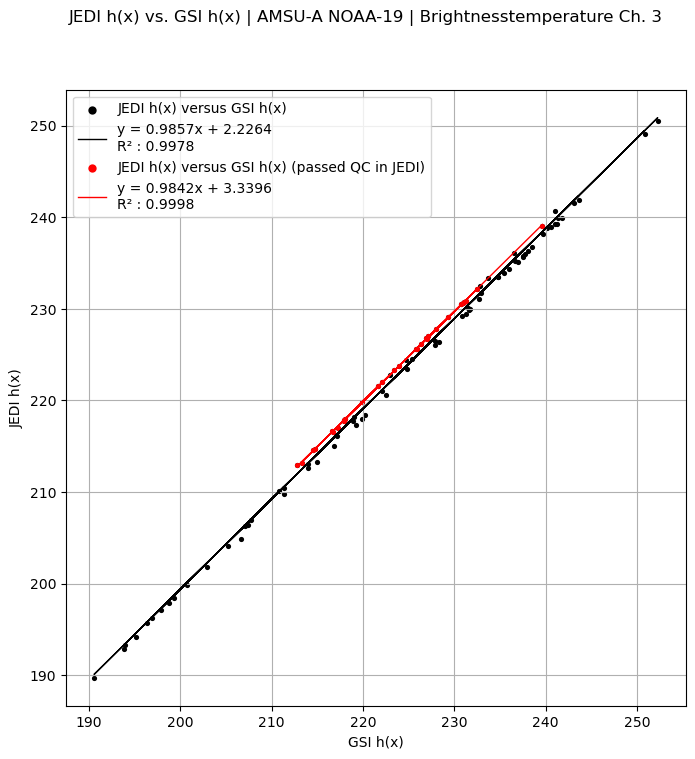 JEDI h(x) vs. GSI h(x) | AMSU-A NOAA-19 | Brightnesstemperature Ch. 3
JEDI h(x) versus GSI h(x)
y = 0.9857x + 2.2264
R² : 0.9978
JEDI h(x) versus GSI h(x) (passed QC in JEDI)
y = 0.9842x + 3.3396
R² : 0.9998
250
240
230
220
210
200
190
JEDI h(x)
190 200 210 220 230 240 250
GSI h(x)